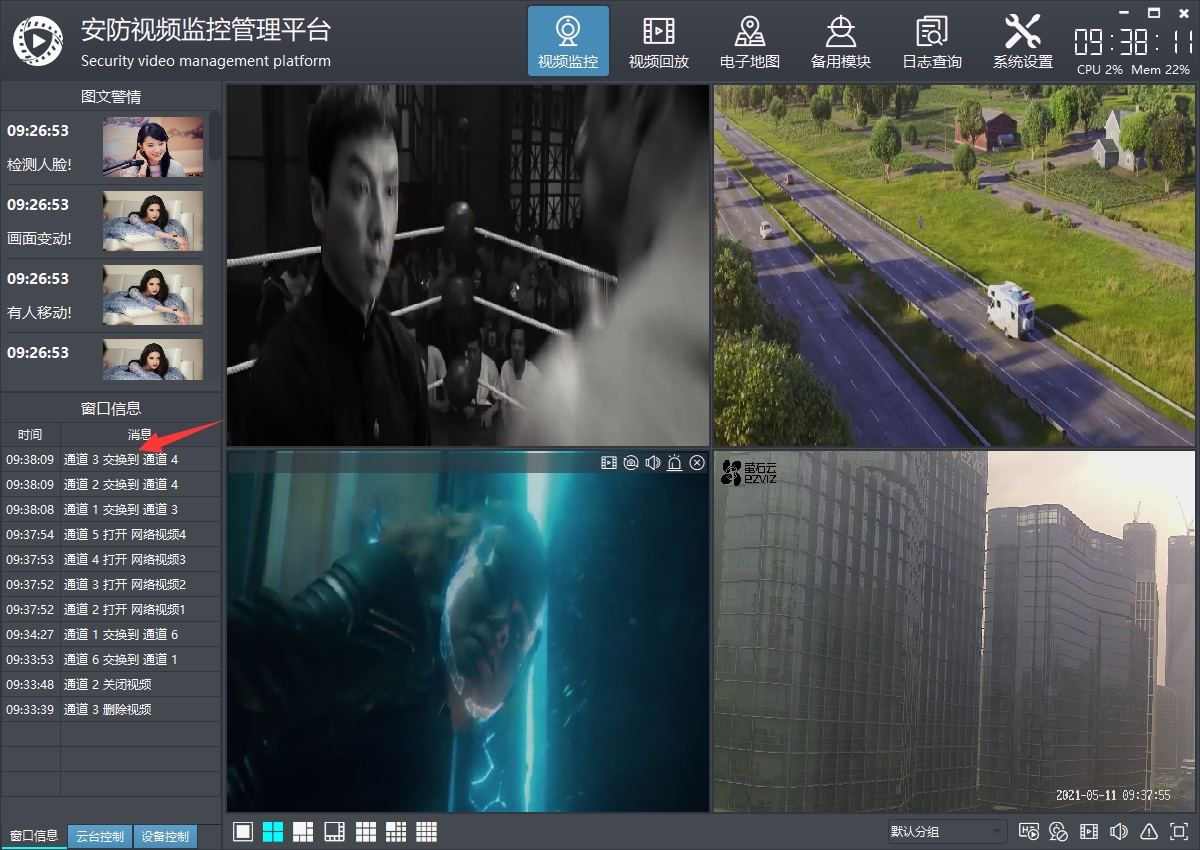 安防视频监控管理平台
Security video management platform
视频监控
视频回放
电子地图
备用模块
日志查询
系统设置
09:38:11
CPU 2% Mem 22%
图文警情
09:26:53
检测人脸!
09:26:53
画面变动!
09:26:53
有人移动!
09:26:53
窗口信息
时间 消息
09:38:09 通道 3 交换到 通道 4
09:38:09 通道 2 交换到 通道 4
09:38:08 通道 1 交换到 通道 3
09:37:54 通道 5 打开 网络视频4
09:37:53 通道 4 打开 网络视频3
09:37:52 通道 3 打开 网络视频2
09:37:52 通道 2 打开 网络视频1
09:34:27 通道 1 交换到 通道 6
09:33:53 通道 6 交换到 通道 1
09:33:48 通道 2 关闭视频
09:33:39 通道 3 删除视频
萤石云
EZVIZ
2021-05-11 09:37:55
窗口信息
云台控制
设备控制
默认分组